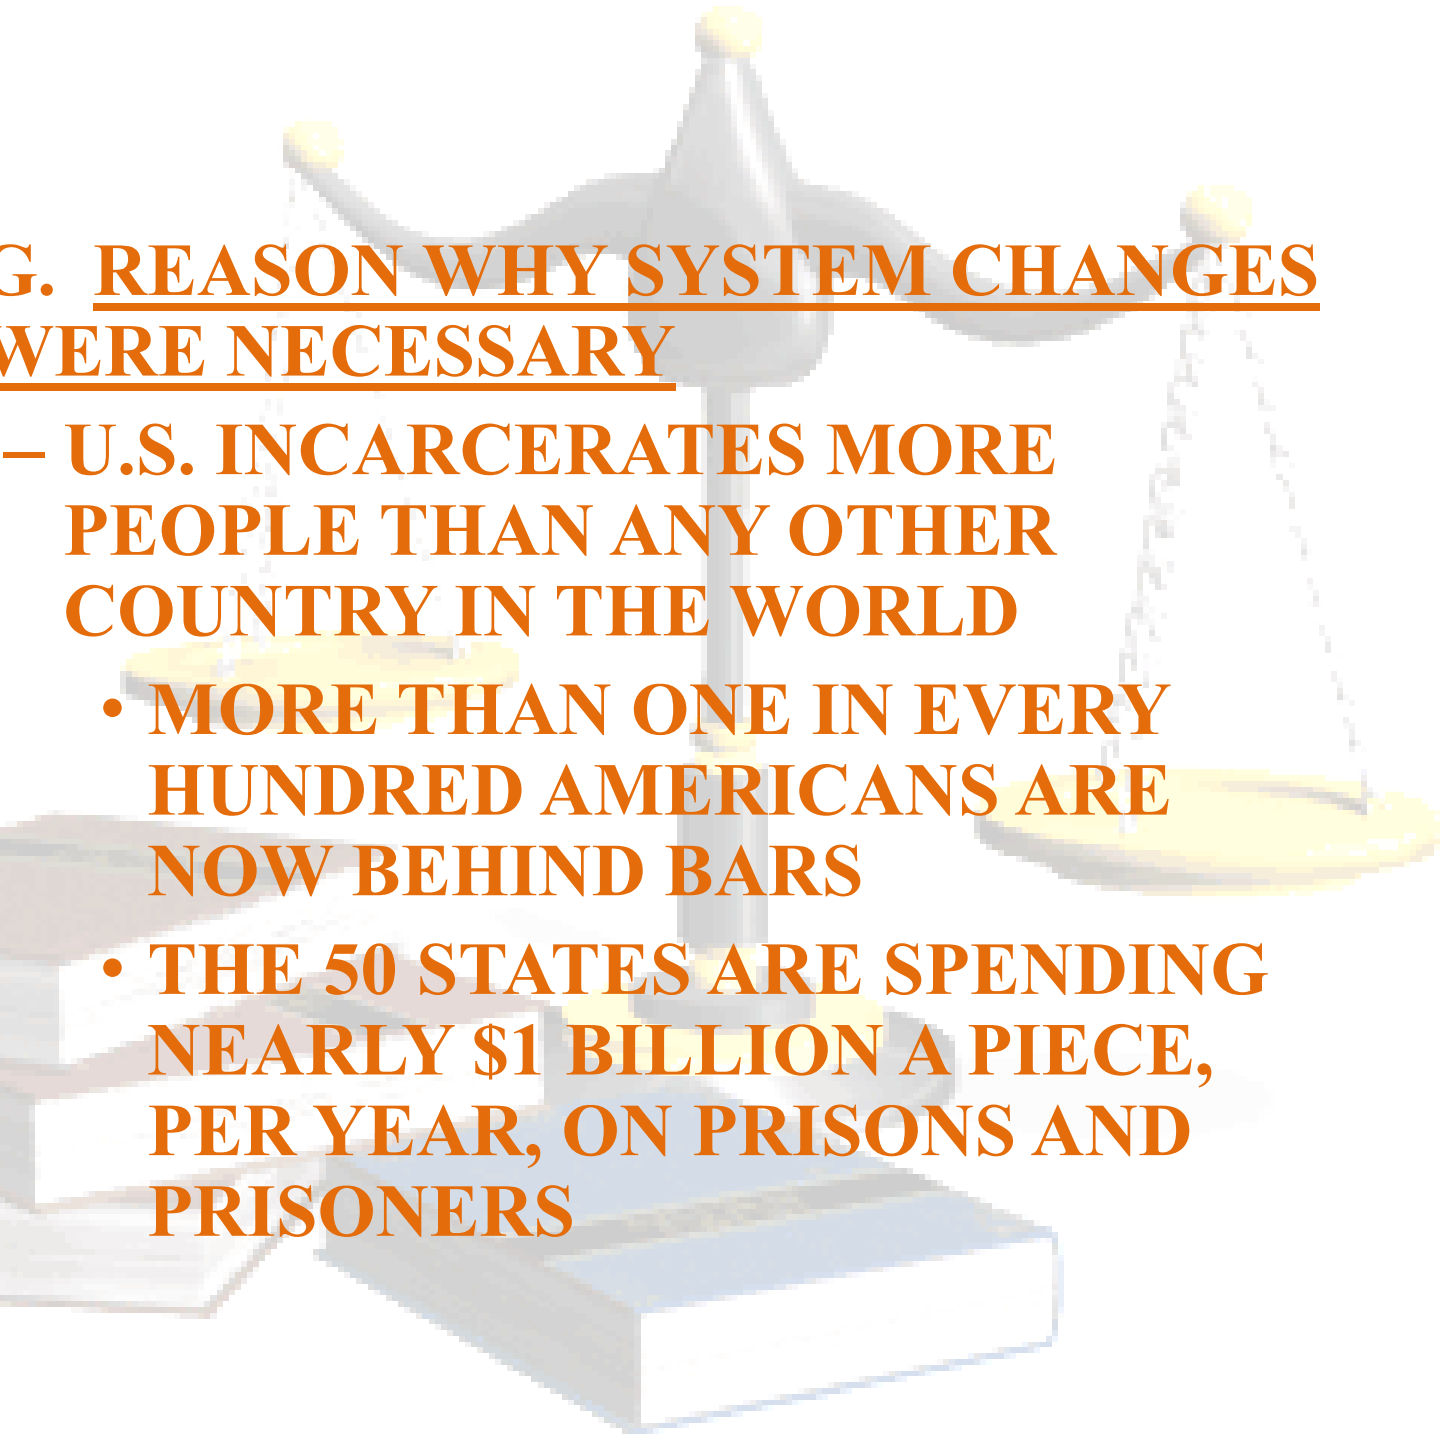 G. REASON WHY SYSTEM CHANGES
WERE NECESSARY
– U.S. INCARCERATES MORE
PEOPLE THAN ANY OTHER
COUNTRY IN THE WORLD
• MORE THAN ONE IN EVERY
HUNDRED AMERICANS ARE
NOW BEHIND BARS
• THE 50 STATES ARE SPENDING
NEARLY $1 BILLION A PIECE,
PER YEAR, ON PRISONS AND
PRISONERS